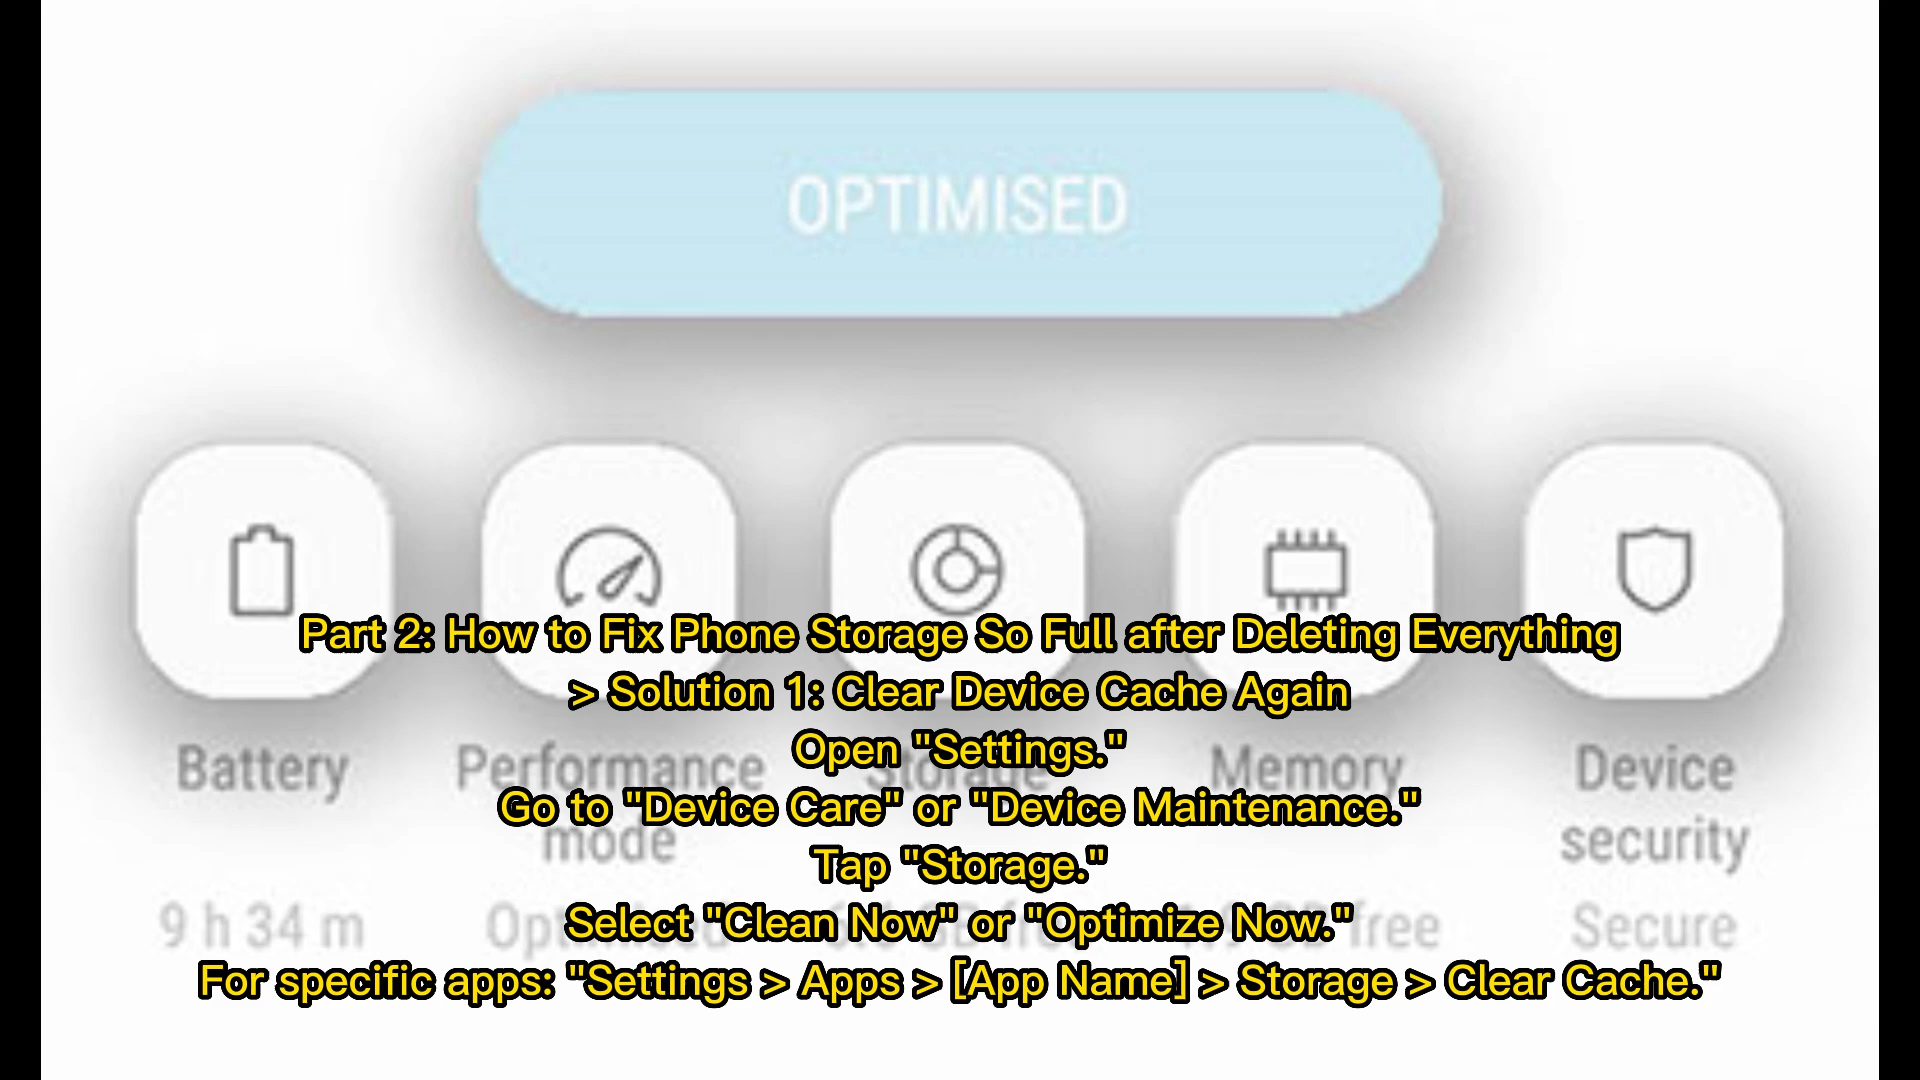 OPTIMISED
Part 2: How to Fix Phone Storage So Full after Deleting Everything
> Solution 1: Clear Device Cache Again
Open "Settings."
Go to "Device Care" or "Device Maintenance."
Tap "Storage."
Select "Clean Now" or "Optimize Now."
For specific apps: "Settings > Apps > [App Name] > Storage > Clear Cache."
Battery
Performance
mode
Storage
Memory
Device
security
9 h 34 m
free
Secure